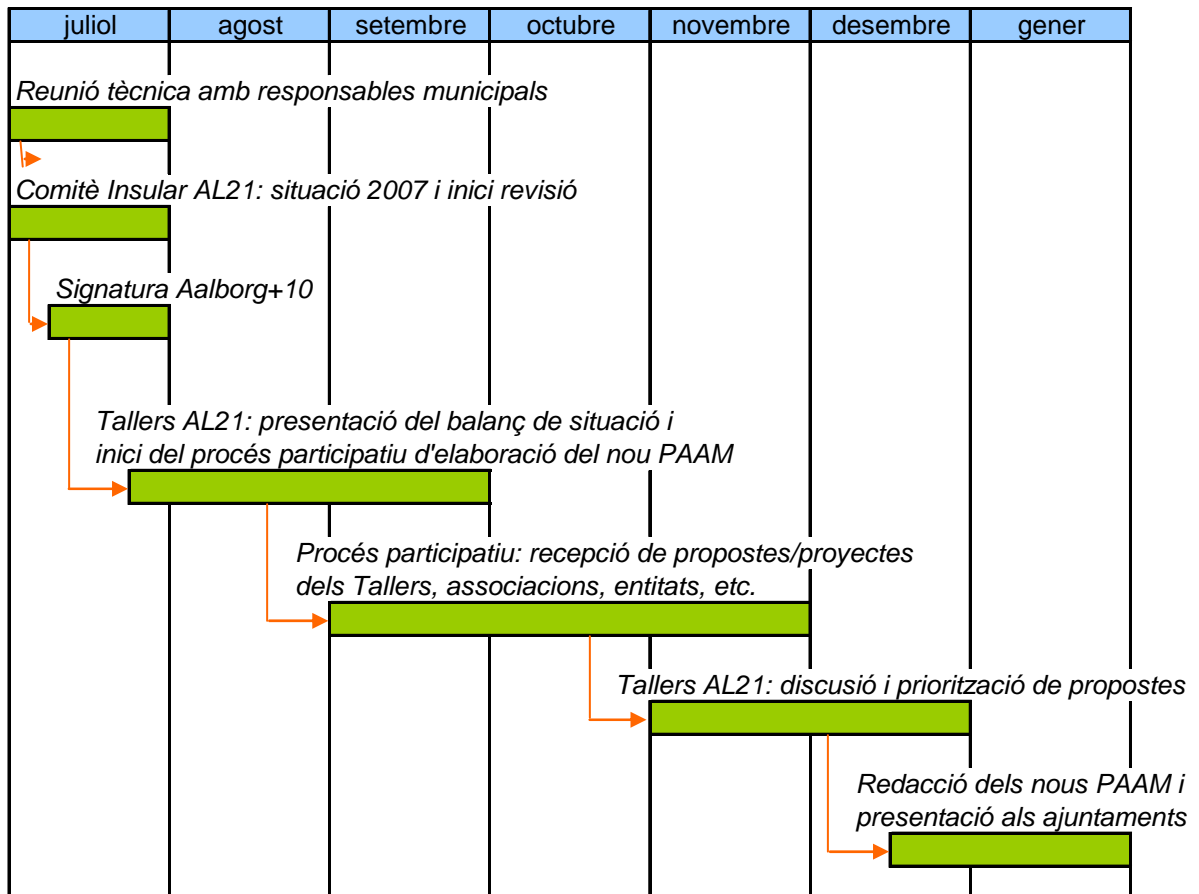 juliol agost setembre octubre novembre desembre gener
Reunió tècnica amb responsables municipals
Comitè Insular AL21: situació 2007 i inici revisió
Signatura Aalborg+10
Tallers AL21: presentació del balanç de situació i
inici del procés participatiu d'elaboració del nou PAAM
Procés participatiu: recepció de propostes/proyectes
dels Tallers, associacions, entitats, etc.
Tallers AL21: discusió i priorització de propostes
Redacció dels nous PAAM i
presentació als ajuntaments